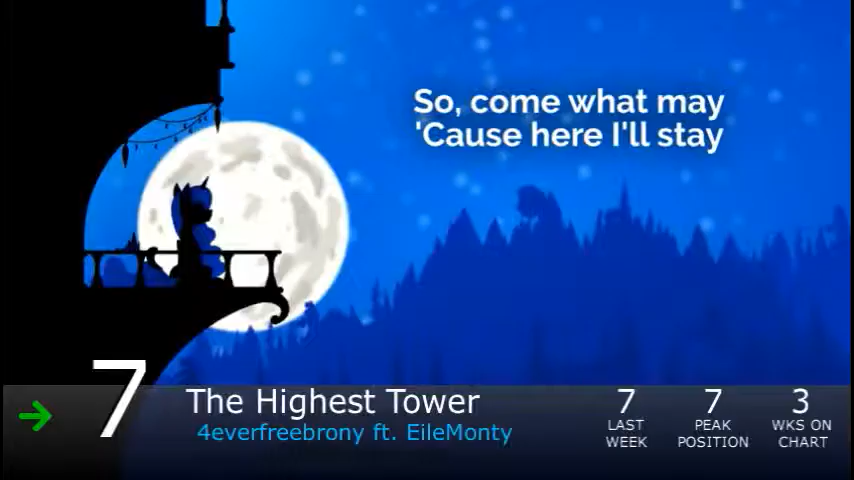 So, come what may
'Cause here I'll stay
7
The Highest Tower
4everfreebrony ft. EileMonty
7
LAST
WEEK
7
PEAK
POSITION
3
WKS ON
CHART